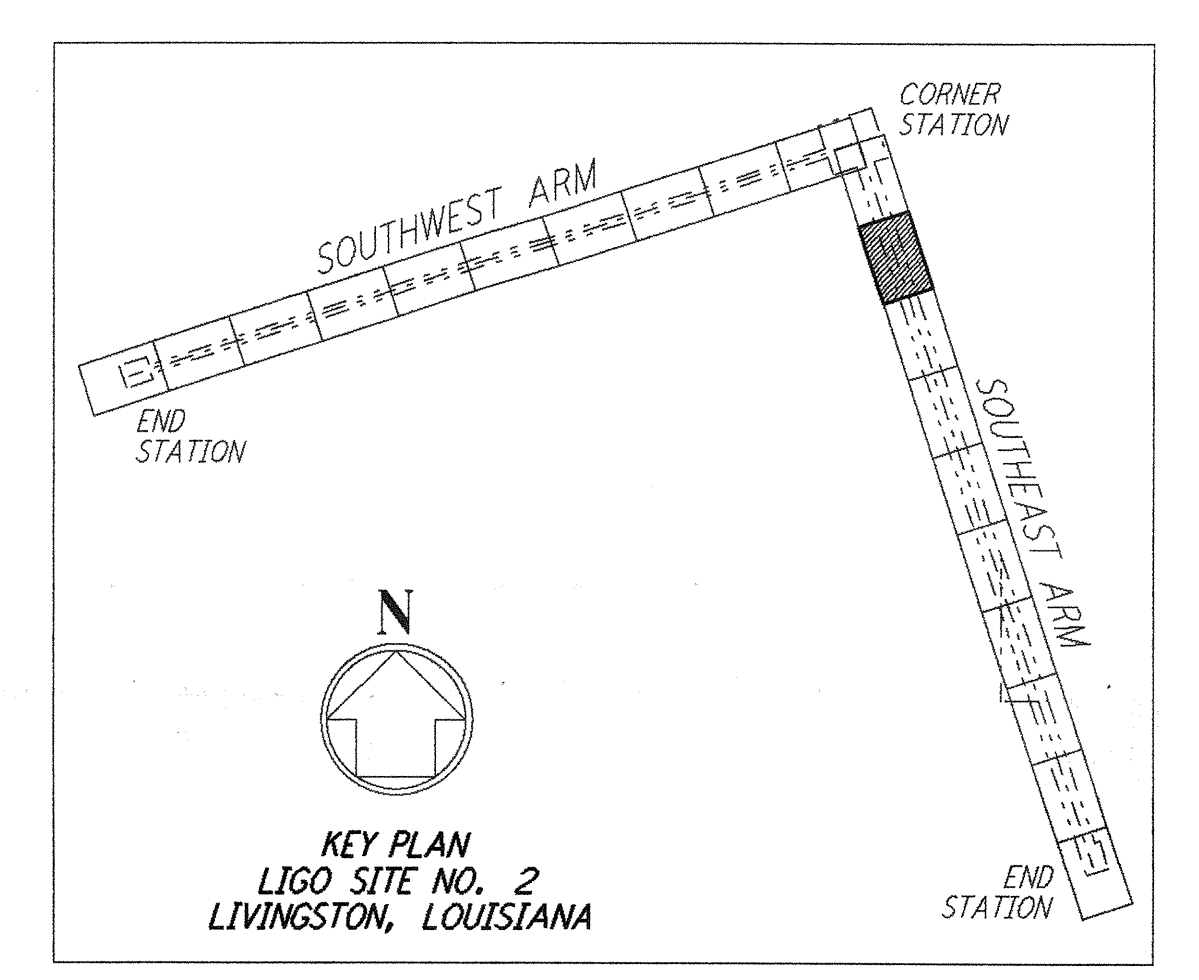 CORNER
STATION
SOUTHWEST ARM
END
STATION
SOUTHEAST ARM
N
KEY PLAN
LIGO SITE NO. 2
LIVINGSTON, LOUISIANA
END
STATION